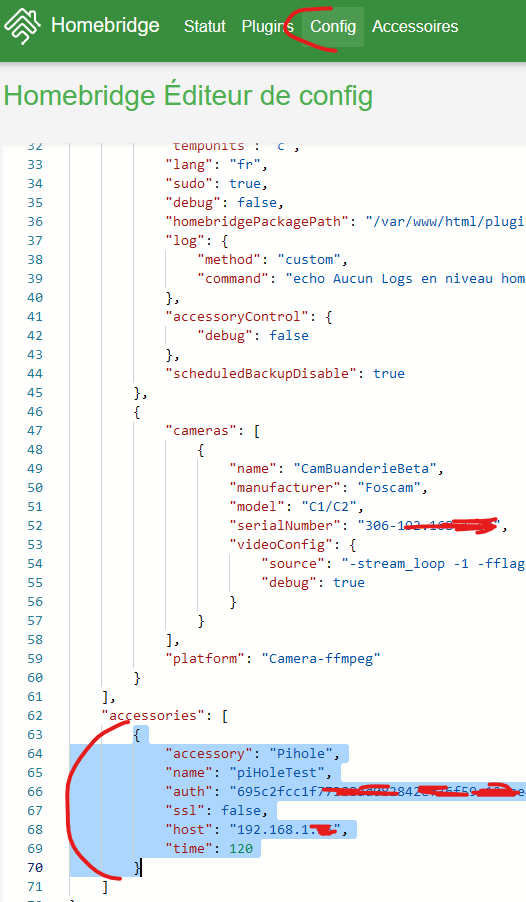 Homebridge Statut Plugins Config Accessoires
Homebridge Éditeur de config
32 "tempUnits": "c",
33 "lang": "fr",
34 "sudo": true,
35 "debug": false,
36 "homebridgePackagePath": "/var/www/html/plugi
37 "log": {
38 "method": "custom",
39 "command": "echo Aucun Logs en niveau hom
40 },
41 "accessoryControl": {
42 "debug": false
43 },
44 "scheduledBackupDisable": true
45 },
46 {
47 "cameras": [
48 {
49 "name": "CamBuanderieBeta",
50 "manufacturer": "Foscam",
51 "model": "C1/C2",
52 "serialNumber": "306-
53 "videoConfig": {
54 "source": "-stream_loop -1 -fflag
55 "debug": true
56 }
57 }
58 ],
59 "platform": "Camera-ffmpeg"
60 }
61 ],
62 "accessories": [
63 {
64 "accessory": "Pihole",
65 "name": "piHoleTest",
66 "auth":
67 "ssl": false,
68 "host": "192.168.1.
69 "time": 120
70 }
71 ]